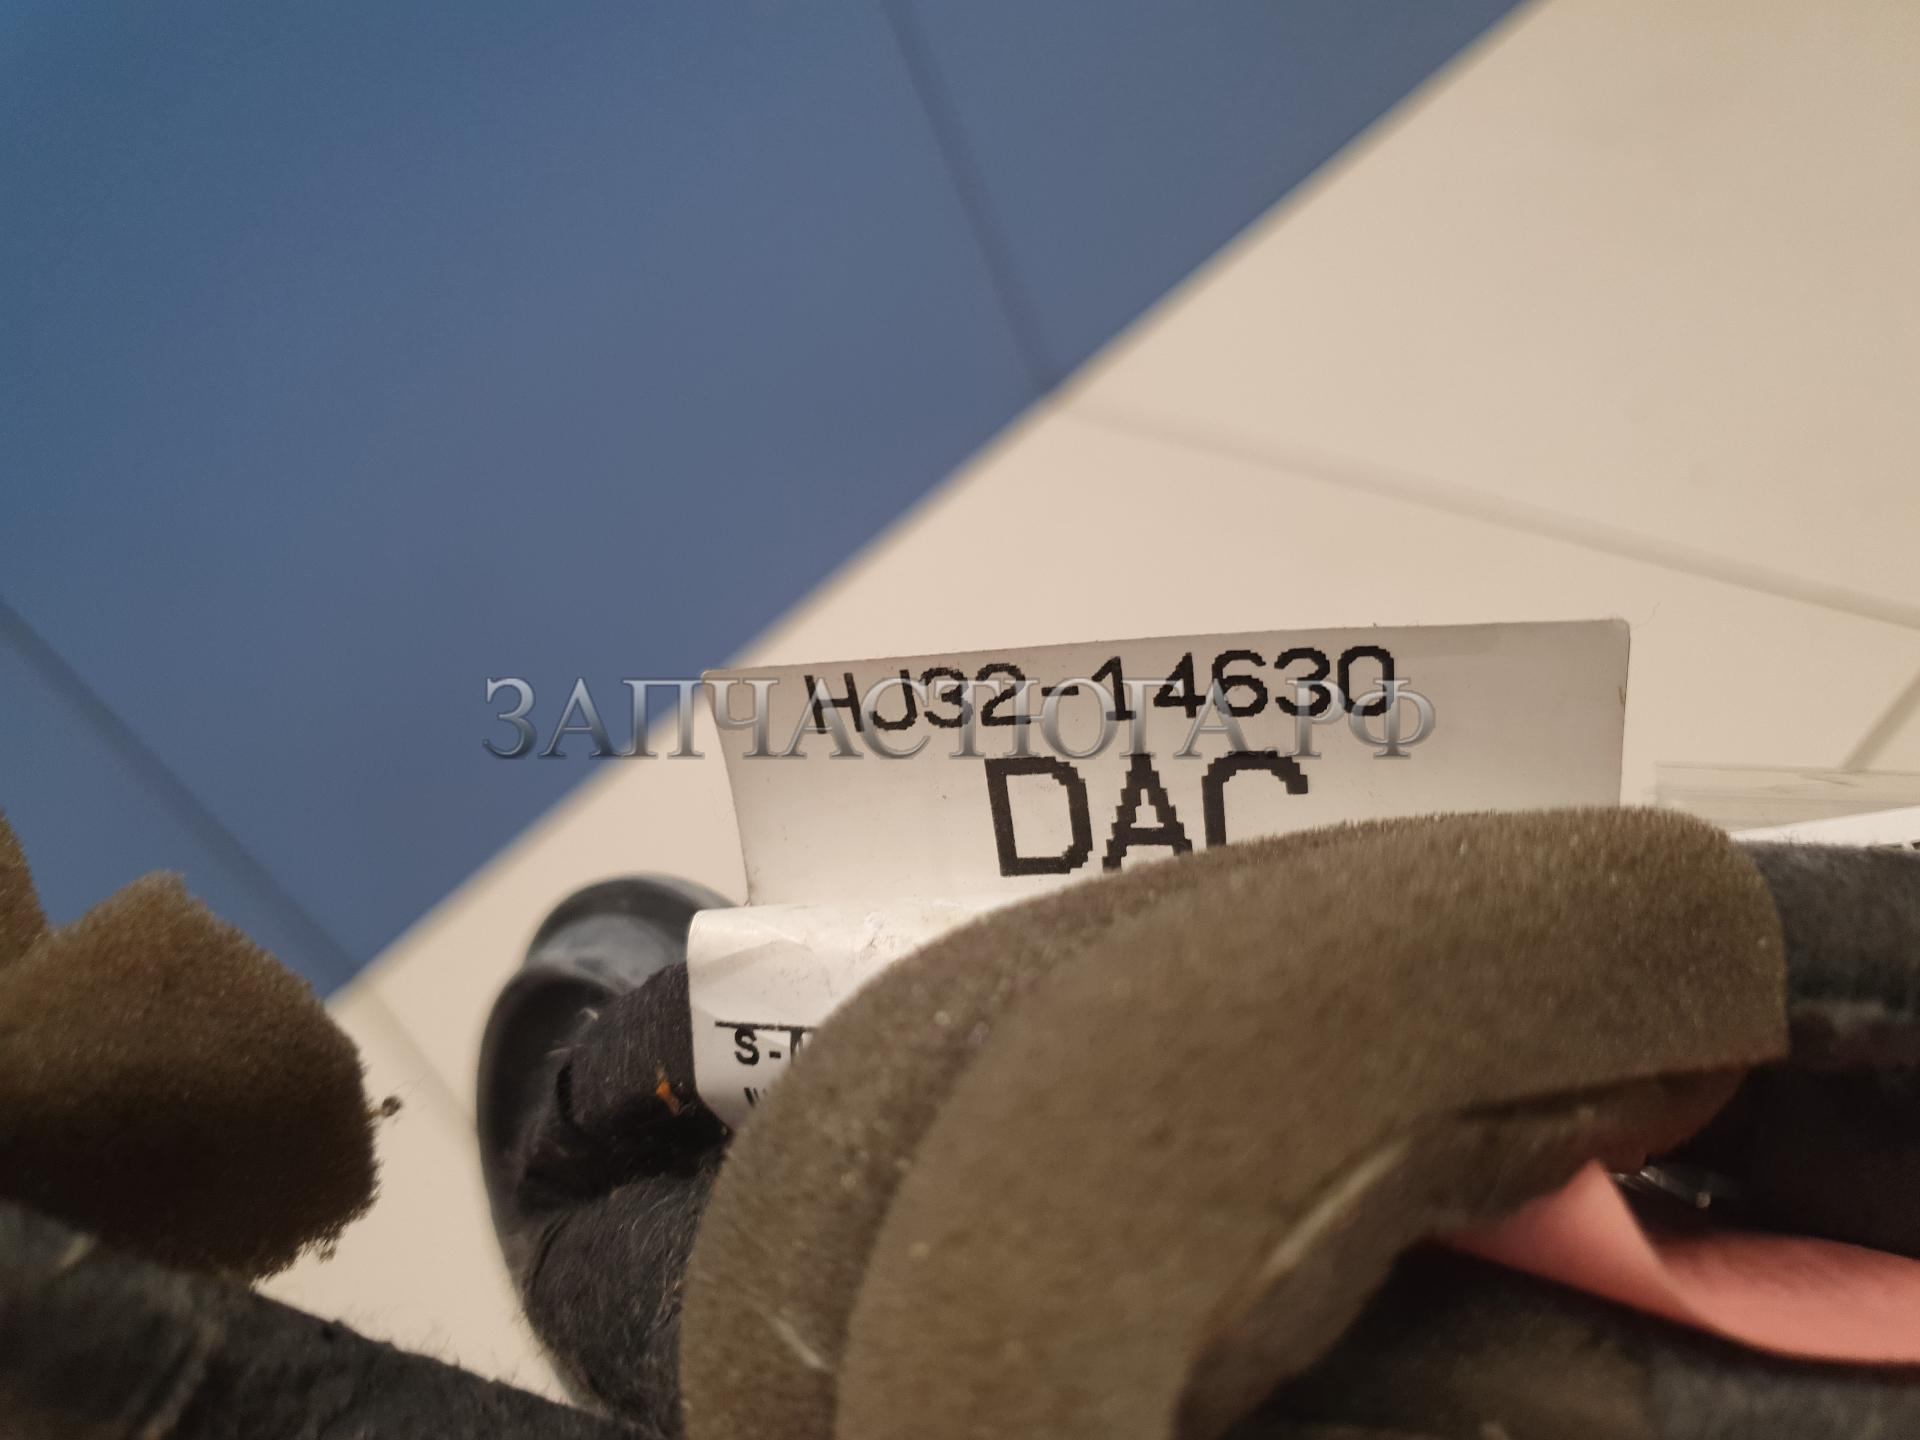 HJ32-14630
ЗАПЧАСТЮГА.РФ
DAC
S-